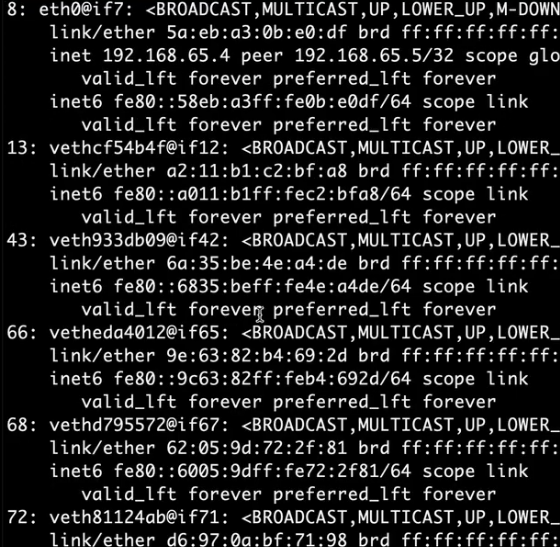 8: eth0@if7: <BROADCAST,MULTICAST,UP,LOWER_UP,M-DOWN
link/ether 5a:eb:a3:0b:e0:df brd ff:ff:ff:ff:ff:
inet 192.168.65.4 peer 192.168.65.5/32 scope glo
valid_lft forever preferred_lft forever
inet6 fe80::58eb:a3ff:fe0b:e0df/64 scope link
valid_lft forever preferred_lft forever
13: vethcf54b4f@if12: <BROADCAST,MULTICAST,UP,LOWER_
link/ether a2:11:b1:c2:bf:a8 brd ff:ff:ff:ff:ff:
inet6 fe80::a011:b1ff:fec2:bfa8/64 scope link
valid_lft forever preferred_lft forever
43: veth933db09@if42: <BROADCAST,MULTICAST,UP,LOWER_
link/ether 6a:35:be:4e:a4:de brd ff:ff:ff:ff:ff:
inet6 fe80::6835:beff:fe4e:a4de/64 scope link
valid_lft forever preferred_lft forever
66: vetheda4012@if65: <BROADCAST,MULTICAST,UP,LOWER_
link/ether 9e:63:82:b4:69:2d brd ff:ff:ff:ff:ff:
inet6 fe80::9c63:82ff:feb4:692d/64 scope link
valid_lft forever preferred_lft forever
68: vethd795572@if67: <BROADCAST,MULTICAST,UP,LOWER_
link/ether 62:05:9d:72:2f:81 brd ff:ff:ff:ff:ff:
inet6 fe80::6005:9dff:fe72:2f81/64 scope link
valid_lft forever preferred_lft forever
72: veth81124ab@if71: <BROADCAST,MULTICAST,UP,LOWER_
link/ether d6:97:0a:bf:71:98 brd ff:ff:ff:ff:ff: